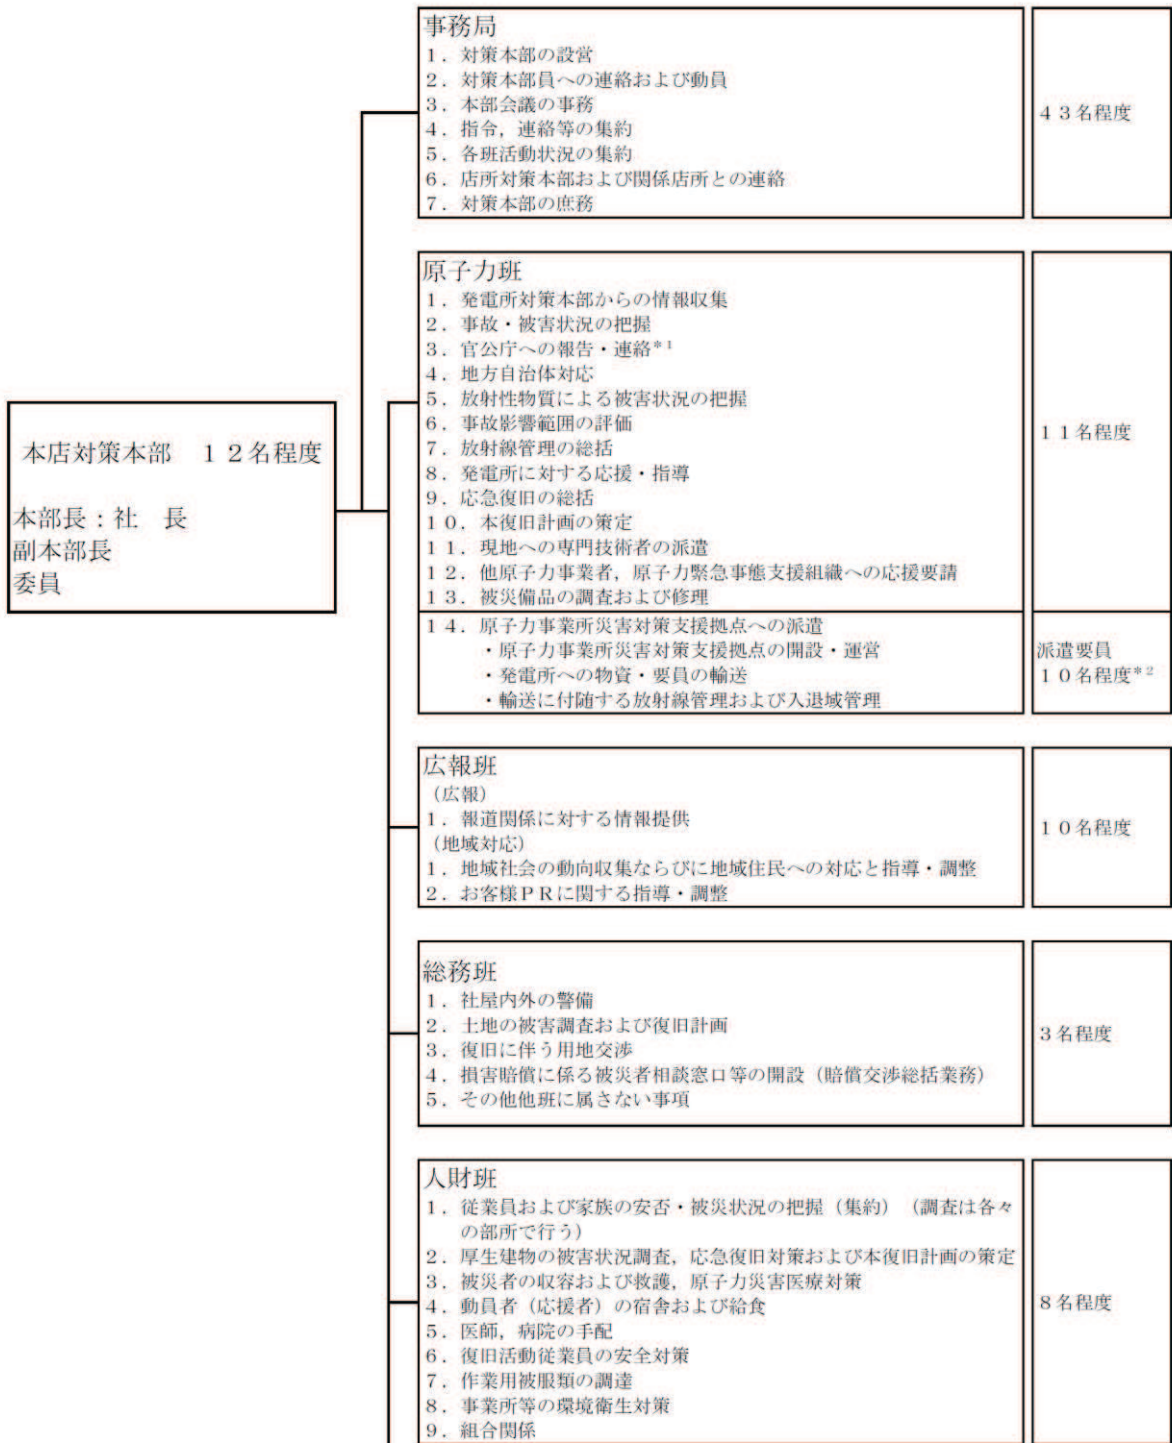 本店対策本部　１２名程度
本部長：社　長
副本部長
委員
事務局
１．対策本部の設営
２．対策本部員への連絡および動員
３．本部会議の事務
４．指令，連絡等の集約
５．各班活動状況の集約
６．店所対策本部および関係店所との連絡
７．対策本部の庶務
４３名程度
原子力班
１．発電所対策本部からの情報収集
２．事故・被害状況の把握
３．官公庁への報告・連絡＊１
４．地方自治体対応
５．放射性物質による被害状況の把握
６．事故影響範囲の評価
７．放射線管理の総括
８．発電所に対する応援・指導
９．応急復旧の総括
１０．本復旧計画の策定
１１．現地への専門技術者の派遣
１２．他原子力事業者，原子力緊急事態支援組織への応援要請
１３．被災備品の調査および修理
１１名程度
１４．原子力事業所災害対策支援拠点への派遣
・原子力事業所災害対策支援拠点の開設・運営
・発電所への物資・要員の輸送
・輸送に付随する放射線管理および入退域管理
派遣要員
１０名程度＊２
広報班
（広報）
１．報道関係に対する情報提供
（地域対応）
１．地域社会の動向収集ならびに地域住民への対応と指導・調整
２．お客様ＰＲに関する指導・調整
１０名程度
総務班
１．社屋内外の警備
２．土地の被害調査および復旧計画
３．復旧に伴う用地交渉
４．損害賠償に係る被災者相談窓口等の開設（賠償交渉総括業務）
５．その他他班に属さない事項
３名程度
人財班
１．従業員および家族の安否・被災状況の把握（集約）（調査は各々
の部所で行う）
２．厚生建物の被害状況調査，応急復旧対策および本復旧計画の策定
３．被災者の収容および救護，原子力災害医療対策
４．動員者（応援者）の宿舎および給食
５．医師，病院の手配
６．復旧活動従業員の安全対策
７．作業用被服類の調達
８．事業所等の環境衛生対策
９．組合関係
８名程度